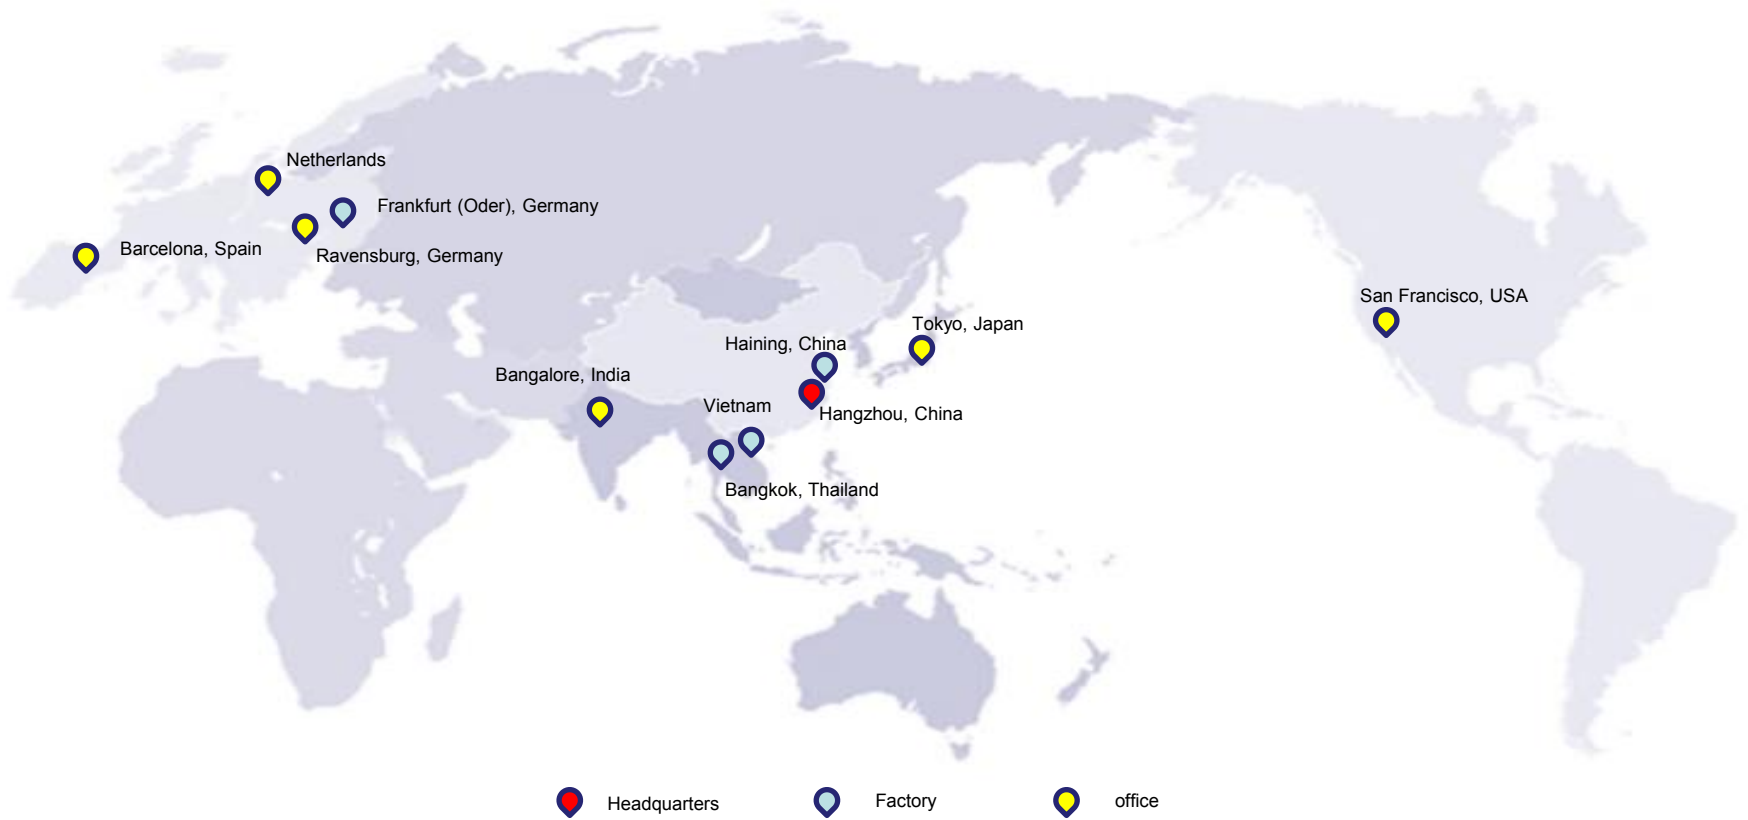 Netherlands
Frankfurt (Oder), Germany
Barcelona, Spain
Ravensburg, Germany
San Francisco, USA
Tokyo, Japan
Haining, China
Bangalore, India
Vietnam
Hangzhou, China
Bangkok, Thailand
Headquarters
Factory
office